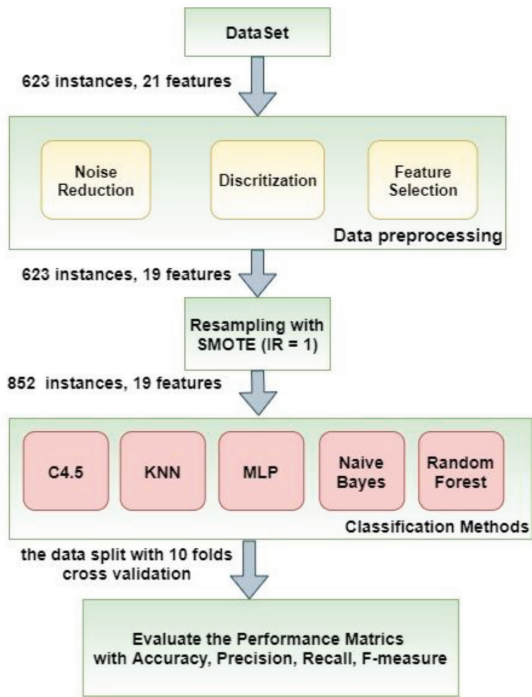 DataSet
623 instances, 21 features
Noise
Reduction
Discritization
Feature
Selection
Data preprocessing
623 instances, 19 features
Resampling with
SMOTE (IR = 1)
852 instances, 19 features
C4.5
KNN
MLP
Naive
Bayes
Random
Forest
Classification Methods
the data split with 10 folds
cross validation
Evaluate the Performance Matrics
with Accuracy, Precision, Recall, F-measure